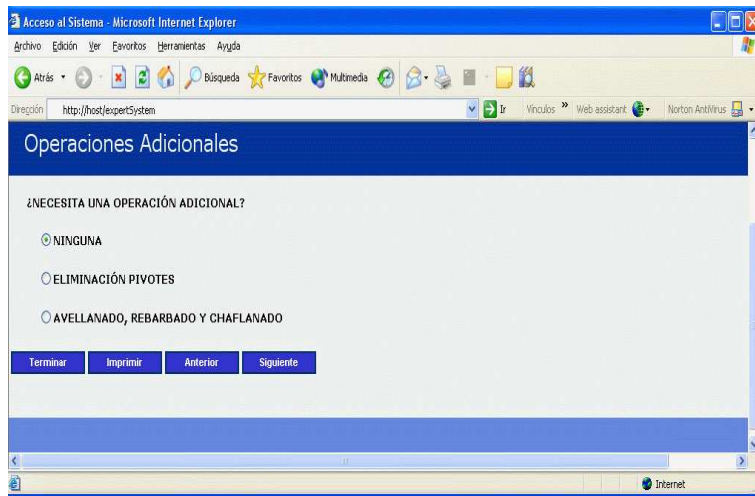 Acceso al Sistema - Microsoft Internet Explorer
Archivo Edición Ver Favoritos Herramientas Ayuda
Atrás Búsqueda Favoritos Multimedia
Dirección http://host/expertSystem Ir Vínculos » Web assistant Norton AntiVirus
Operaciones Adicionales
¿NECESITA UNA OPERACIÓN ADICIONAL?
NINGUNA
ELIMINACIÓN PIVOTES
AVELLANADO, REBARBADO Y CHAFLANADO
Terminar Imprimir Anterior Siguiente
Internet